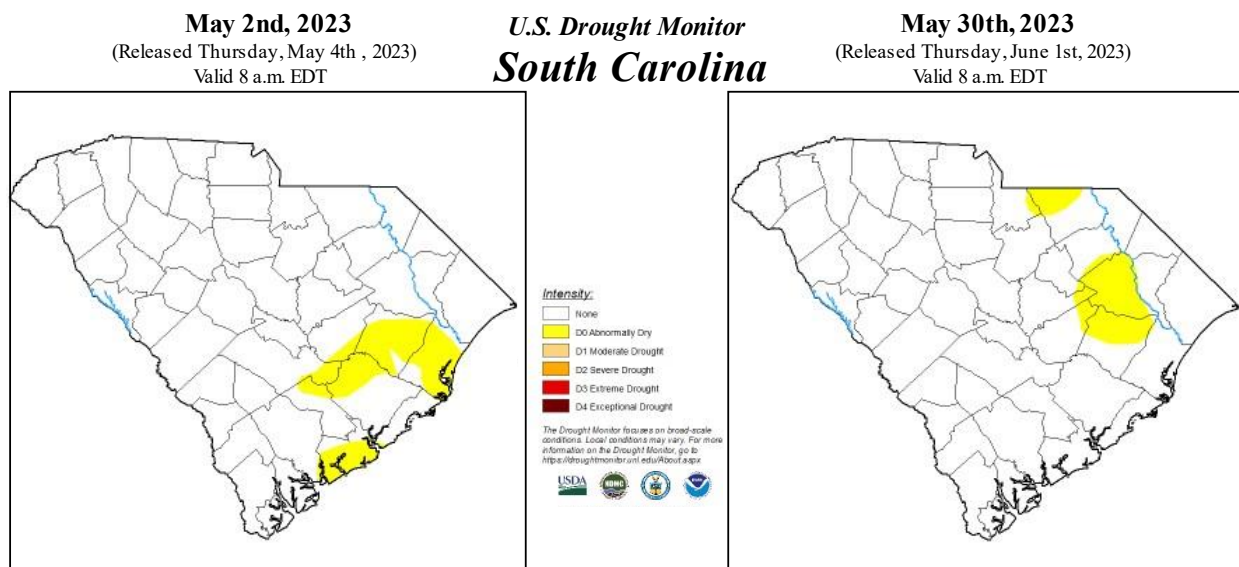 May 2nd, 2023
(Released Thursday, May 4th , 2023)
Valid 8 a.m. EDT
U.S. Drought Monitor
South Carolina
May 30th, 2023
(Released Thursday, June 1st, 2023)
Valid 8 a.m. EDT
Intensity:
None
D0 Abnormally Dry
D1 Moderate Drought
D2 Severe Drought
D3 Extreme Drought
D4 Exceptional Drought
The Drought Monitor focuses on broad-scale
conditions. Local conditions may vary. For more
information on the Drought Monitor, go to
https://droughtmonitor.unl.edu/About.aspx
USDA
NDMC